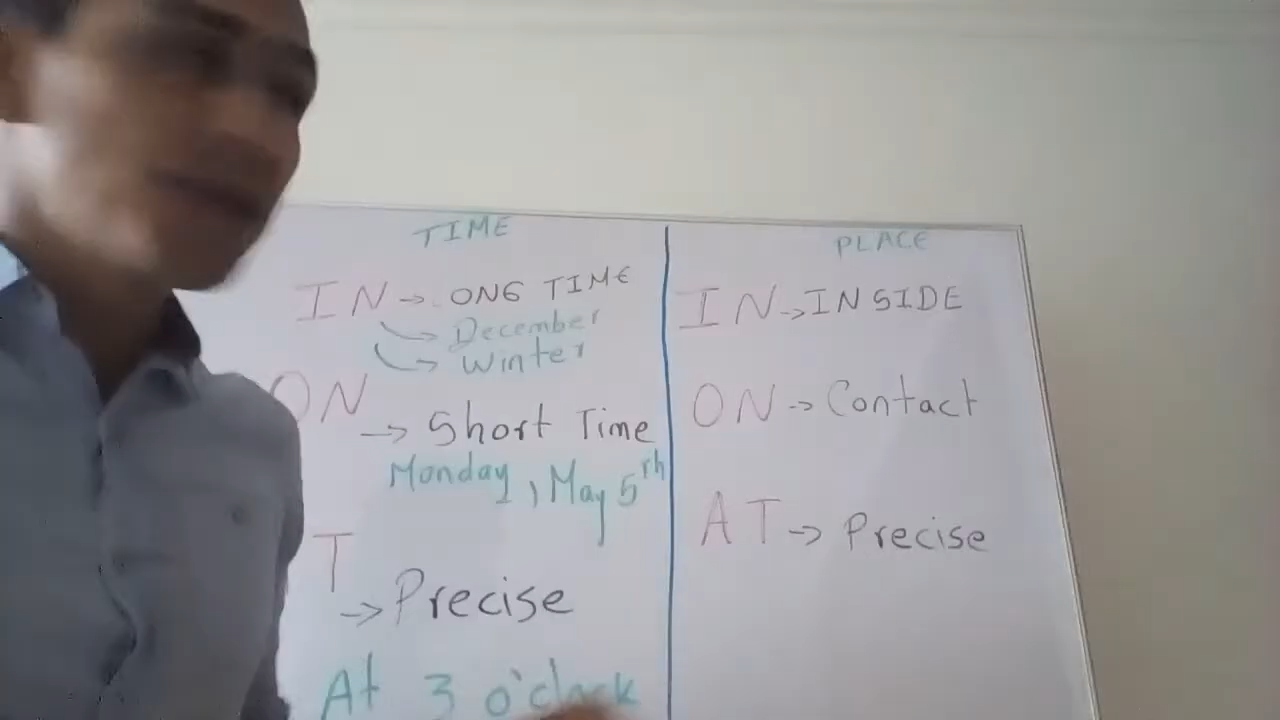 TIME
IN -> ONE TIME
-> December
-> Winter
ON
-> Short Time
Monday, May 5th
T
-> Precise
At 3 o'clock
PLACE
IN -> INSIDE
ON -> Contact
AT -> Precise